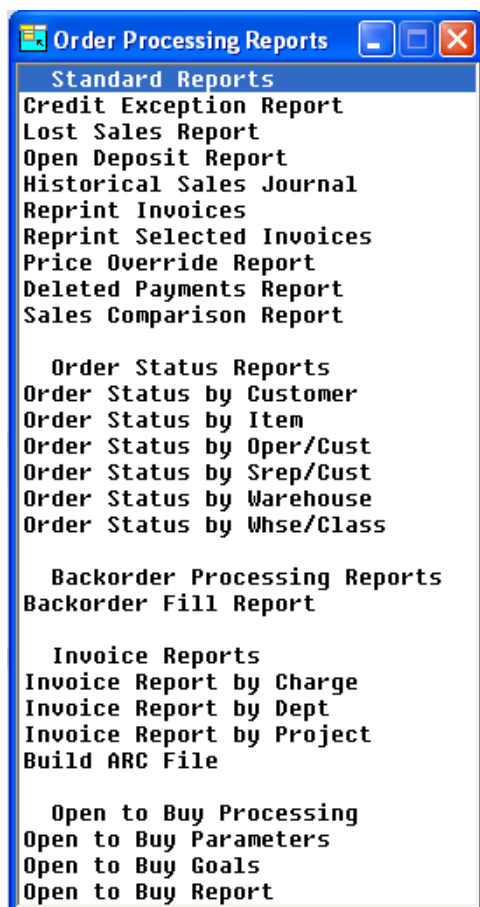 Order Processing Reports
Standard Reports
Credit Exception Report
Lost Sales Report
Open Deposit Report
Historical Sales Journal
Reprint Invoices
Reprint Selected Invoices
Price Override Report
Deleted Payments Report
Sales Comparison Report
Order Status Reports
Order Status by Customer
Order Status by Item
Order Status by Oper/Cust
Order Status by Srep/Cust
Order Status by Warehouse
Order Status by Whse/Class
Backorder Processing Reports
Backorder Fill Report
Invoice Reports
Invoice Report by Charge
Invoice Report by Dept
Invoice Report by Project
Build ARC File
Open to Buy Processing
Open to Buy Parameters
Open to Buy Goals
Open to Buy Report